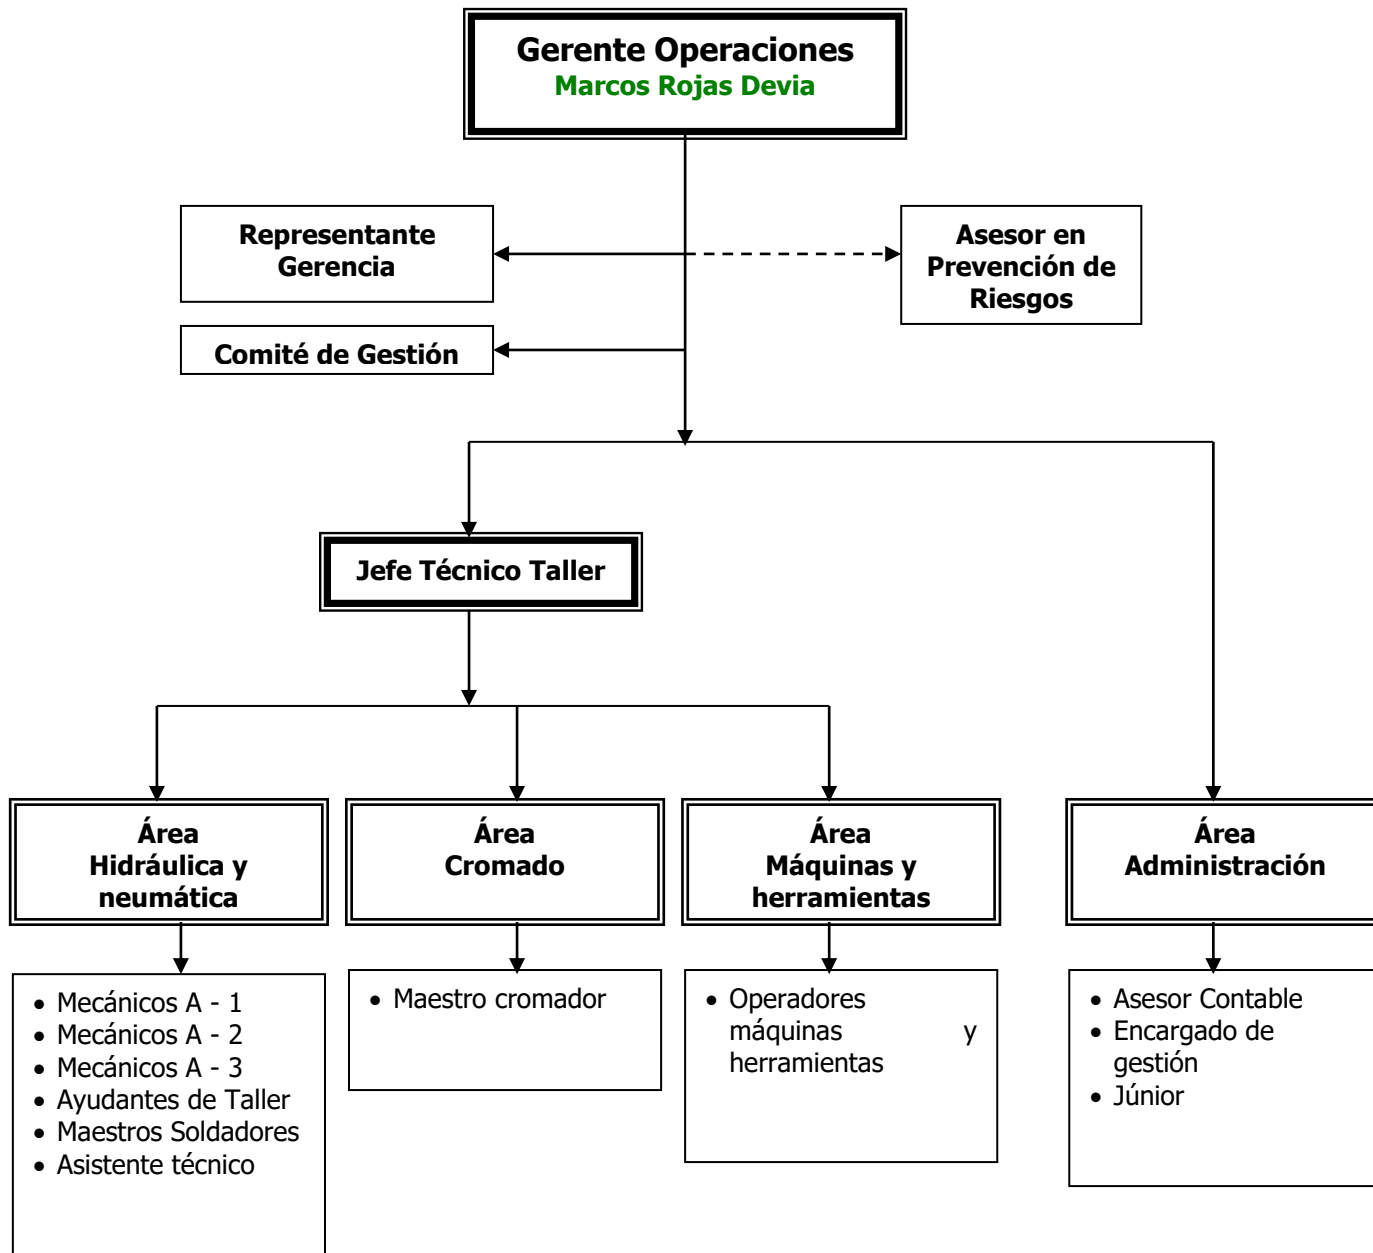 Gerente Operaciones
Marcos Rojas Devia
Representante
Gerencia
Asesor en
Prevención de
Riesgos
Comité de Gestión
Jefe Técnico Taller
Área
Hidráulica y
neumática
Área
Cromado
Área
Máquinas y
herramientas
Área
Administración
• Mecánicos A - 1
• Mecánicos A - 2
• Mecánicos A - 3
• Ayudantes de Taller
• Maestros Soldadores
• Asistente técnico
• Maestro cromador
• Operadores
máquinas y
herramientas
• Asesor Contable
• Encargado de
gestión
• Júnior